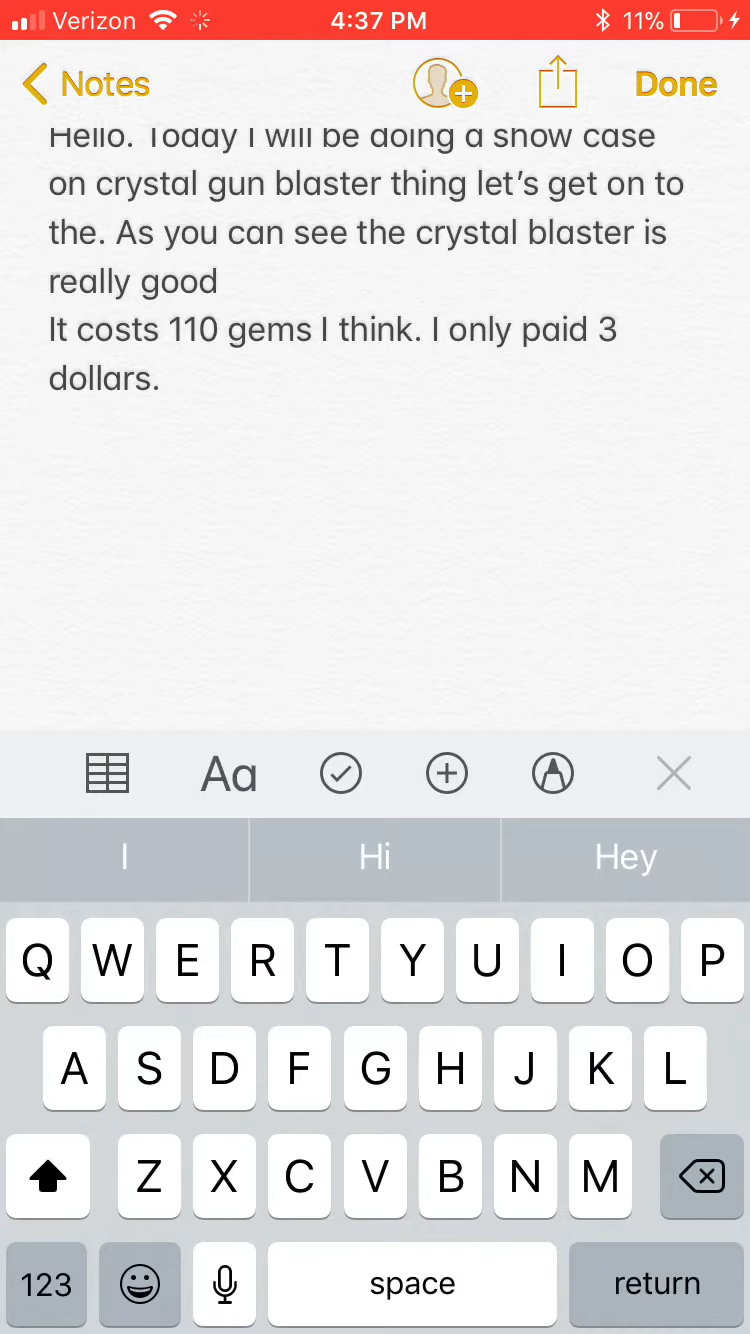 Verizon 4:37 PM 11%
Notes Done
Hello. Today I will be doing a show case
on crystal gun blaster thing let's get on to
the. As you can see the crystal blaster is
really good
It costs 110 gems I think. I only paid 3
dollars.
Aa
I Hi Hey
Q W E R T Y U I O P
A S D F G H J K L
Z X C V B N M
123 space return